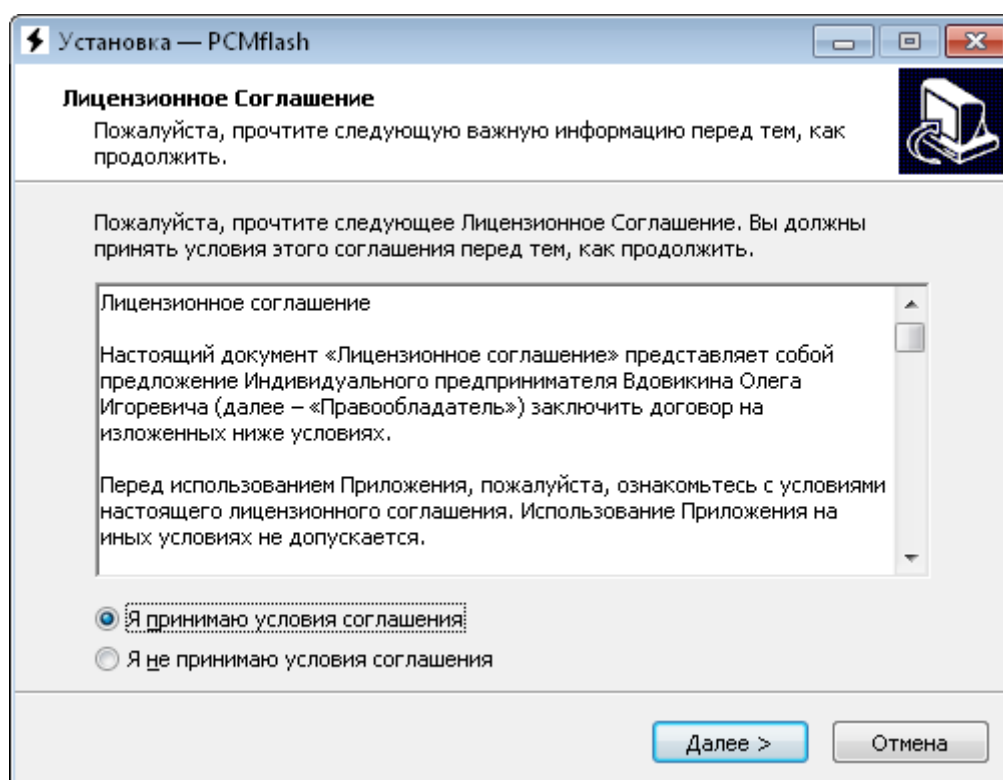 Установка — PCMflash
Лицензионное Соглашение
Пожалуйста, прочтите следующую важную информацию перед тем, как
продолжить.
Пожалуйста, прочтите следующее Лицензионное Соглашение. Вы должны
принять условия этого соглашения перед тем, как продолжить.
Лицензионное соглашение
Настоящий документ «Лицензионное соглашение» представляет собой
предложение Индивидуального предпринимателя Вдовикина Олега
Игоревича (далее – «Правообладатель») заключить договор на
изложенных ниже условиях.
Перед использованием Приложения, пожалуйста, ознакомьтесь с условиями
настоящего лицензионного соглашения. Использование Приложения на
иных условиях не допускается.
Я принимаю условия соглашения
Я не принимаю условия соглашения
Далее >
Отмена